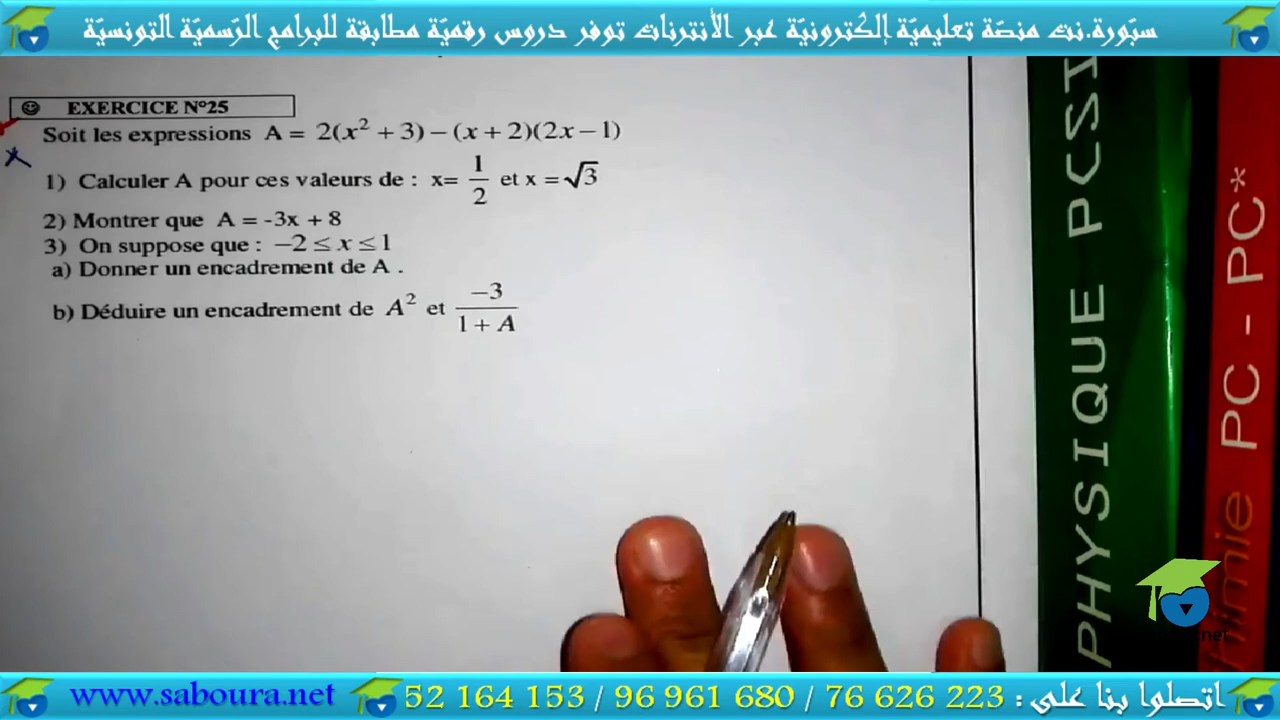 سبّورة.نت منصّة تعليميّة إلكترونيّة عبر الأنترنات توفر دروس رقميّة مطابقة للبرامج الرّسميّة التونسيّة
EXERCICE N°25
Soit les expressions A = 2(x² + 3) − (x + 2)(2x − 1)
1) Calculer A pour ces valeurs de : x= 1/2 et x = √3
2) Montrer que A = -3x + 8
3) On suppose que : −2 ≤ x ≤ 1
a) Donner un encadrement de A .
b) Déduire un encadrement de A² et −3/(1 + A)
PHYSIQUE PCSI
himie PC - PC*
.net
www.saboura.net
52 164 153 / 96 961 680 / 76 626 223 : اتصلوا بنا على